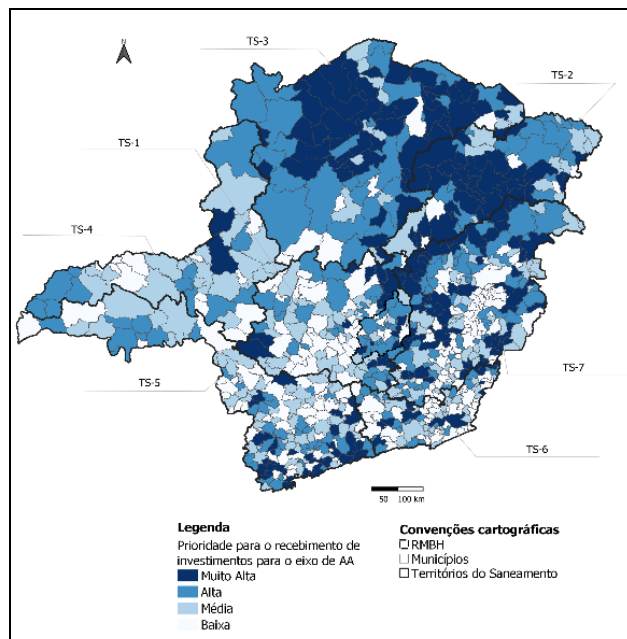 N
TS-3
TS-2
TS-1
TS-4
TS-5
TS-7
TS-6
50 100 km
Legenda
Prioridade para o recebimento de
investimentos para o eixo de AA
Muito Alta
Alta
Média
Baixa
Convenções cartográficas
RMBH
Municípios
Territórios do Saneamento